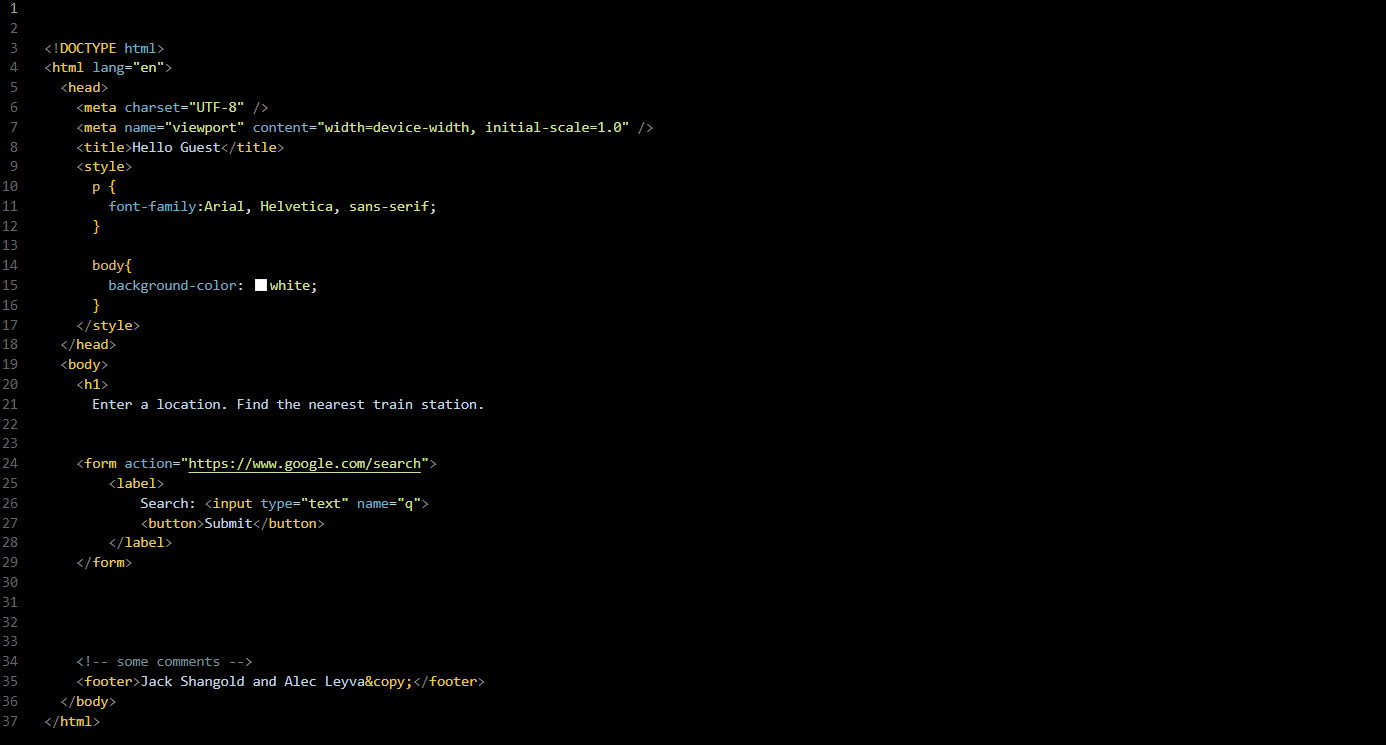 1
2
3 <!DOCTYPE html>
4 <html lang="en">
5 <head>
6 <meta charset="UTF-8" />
7 <meta name="viewport" content="width=device-width, initial-scale=1.0" />
8 <title>Hello Guest</title>
9 <style>
10 p {
11 font-family:Arial, Helvetica, sans-serif;
12 }
13
14 body{
15 background-color: white;
16 }
17 </style>
18 </head>
19 <body>
20 <h1>
21 Enter a location. Find the nearest train station.
22
23
24 <form action="https://www.google.com/search">
25 <label>
26 Search: <input type="text" name="q">
27 <button>Submit</button>
28 </label>
29 </form>
30
31
32
33
34 <!-- some comments -->
35 <footer>Jack Shangold and Alec Leyva&copy;</footer>
36 </body>
37 </html>